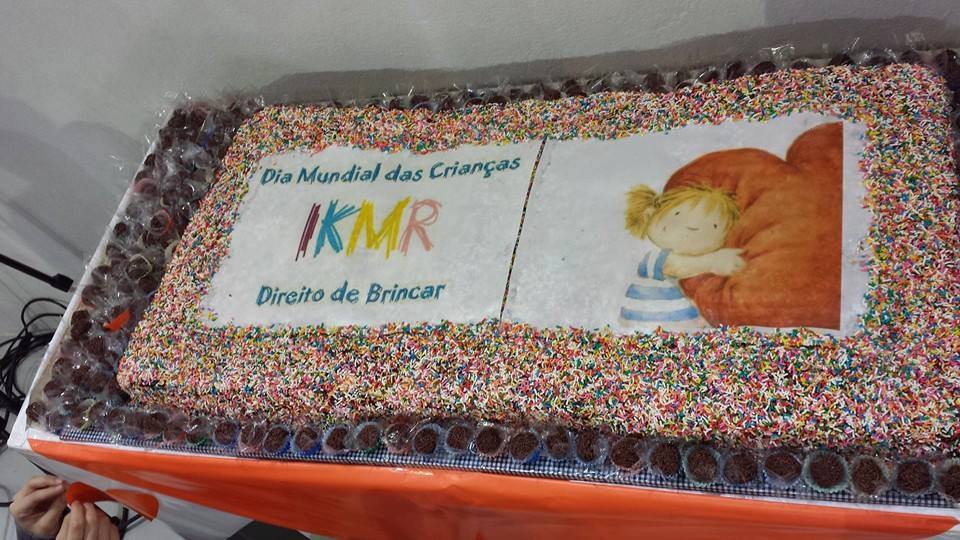 Dia Mundial das Crianças
IKMR
Direito de Brincar